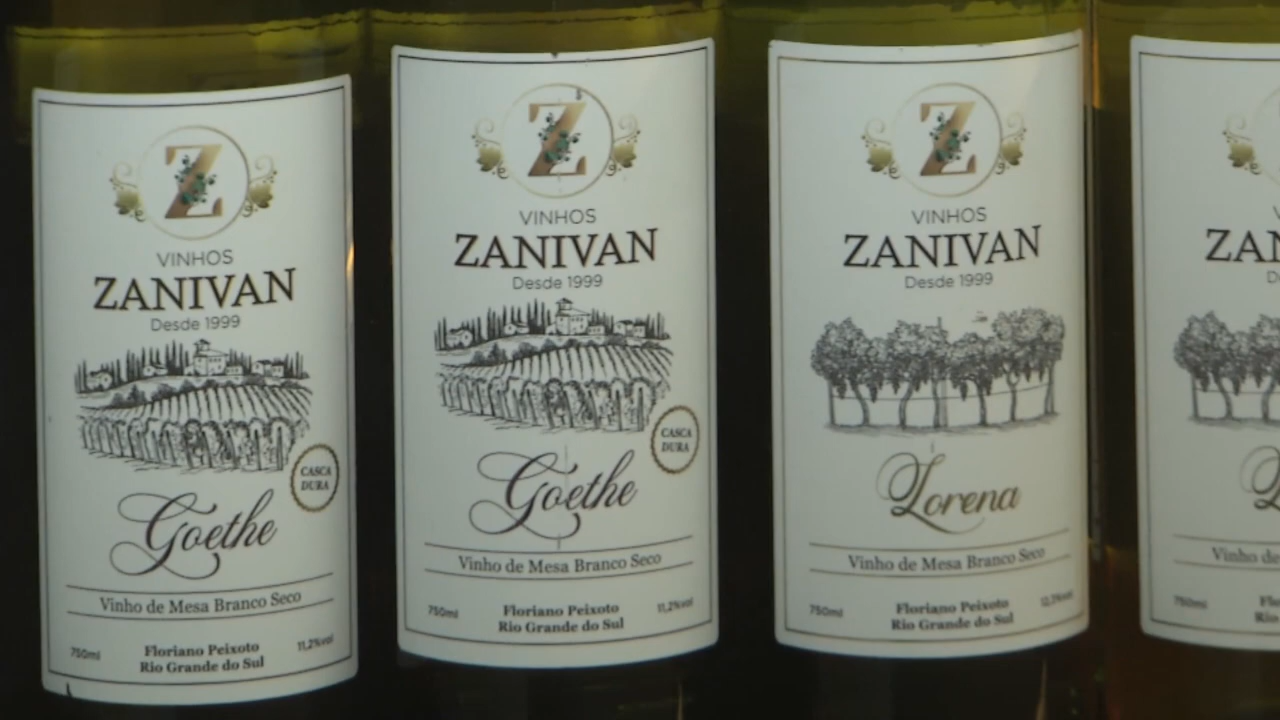 Z
VINHOS
ZANIVAN
Desde 1999
CASCA
DURA
Goethe
Vinho de Mesa Branco Seco
750ml
Floriano Peixoto
Rio Grande do Sul
11,2%vol
Z
VINHOS
ZANIVAN
Desde 1999
CASCA
DURA
Goethe
Vinho de Mesa Branco Seco
750ml
Floriano Peixoto
Rio Grande do Sul
11,2%vol
Z
VINHOS
ZANIVAN
Desde 1999
Lorena
Vinho de Mesa Branco Seco
750ml
Floriano Peixoto
Rio Grande do Sul
Vinho de
750ml